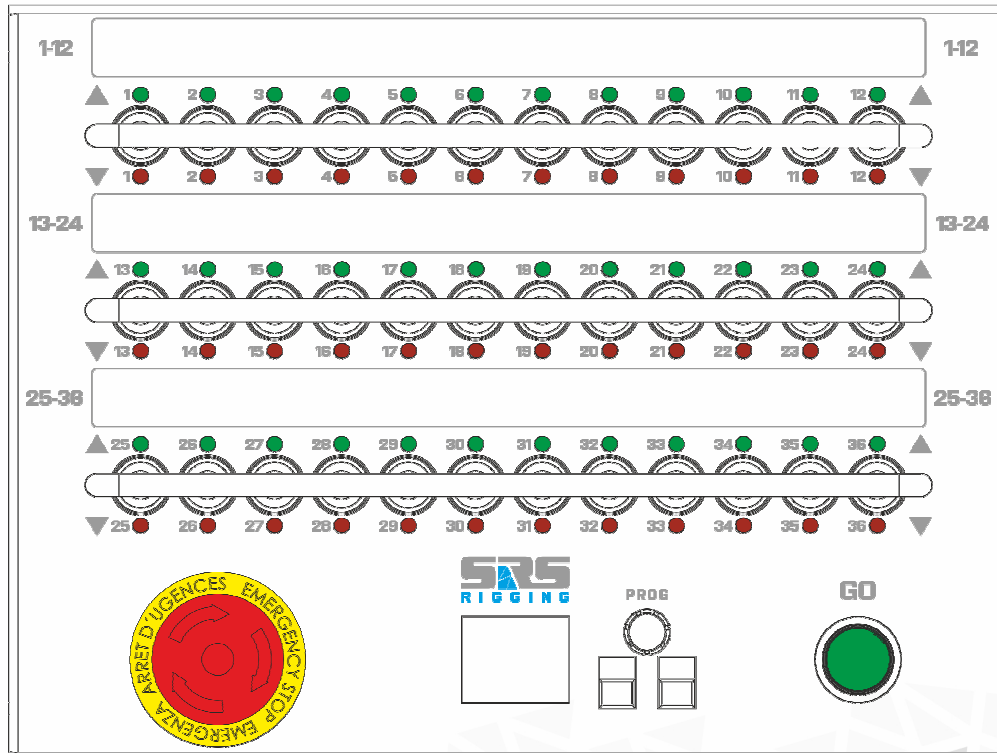 1-12 1-12
1 2 3 4 5 6 7 8 9 10 11 12
1 2 3 4 5 6 7 8 9 10 11 12
13-24 13-24
13 14 15 16 17 18 19 20 21 22 23 24
13 14 15 16 17 18 19 20 21 22 23 24
25-36 25-36
25 26 27 28 29 30 31 32 33 34 35 36
25 26 27 28 29 30 31 32 33 34 35 36
SRS
RIGGING
PROG
GO
ARRET D'UGENCES EMERGENCY STOP EMERGENZA